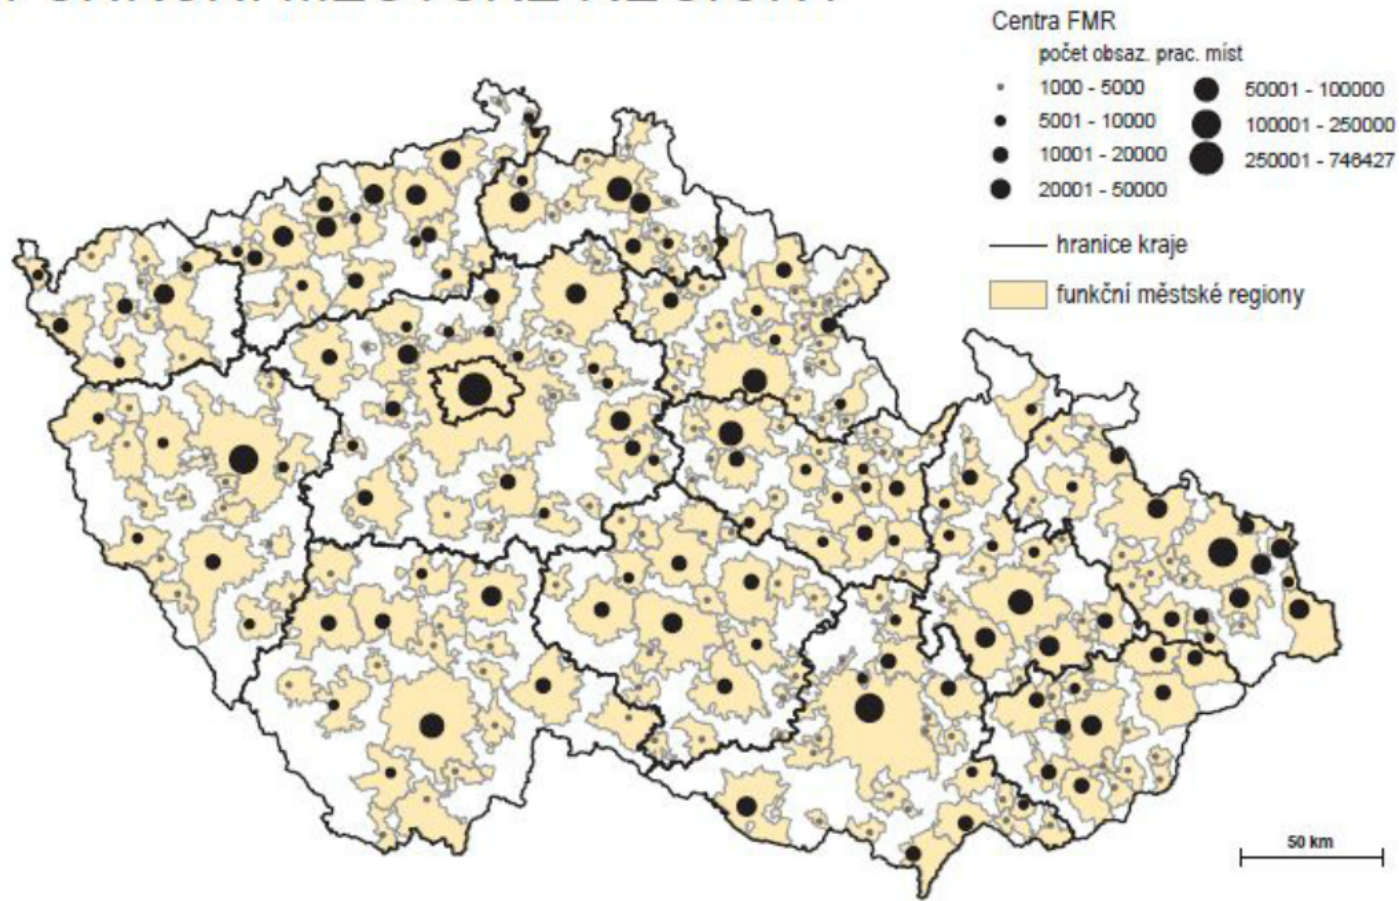 Centra FMR
počet obsaz. prac. míst
1000 - 5000
5001 - 10000
10001 - 20000
20001 - 50000
50001 - 100000
100001 - 250000
250001 - 746427
hranice kraje
funkční městské regiony
50 km